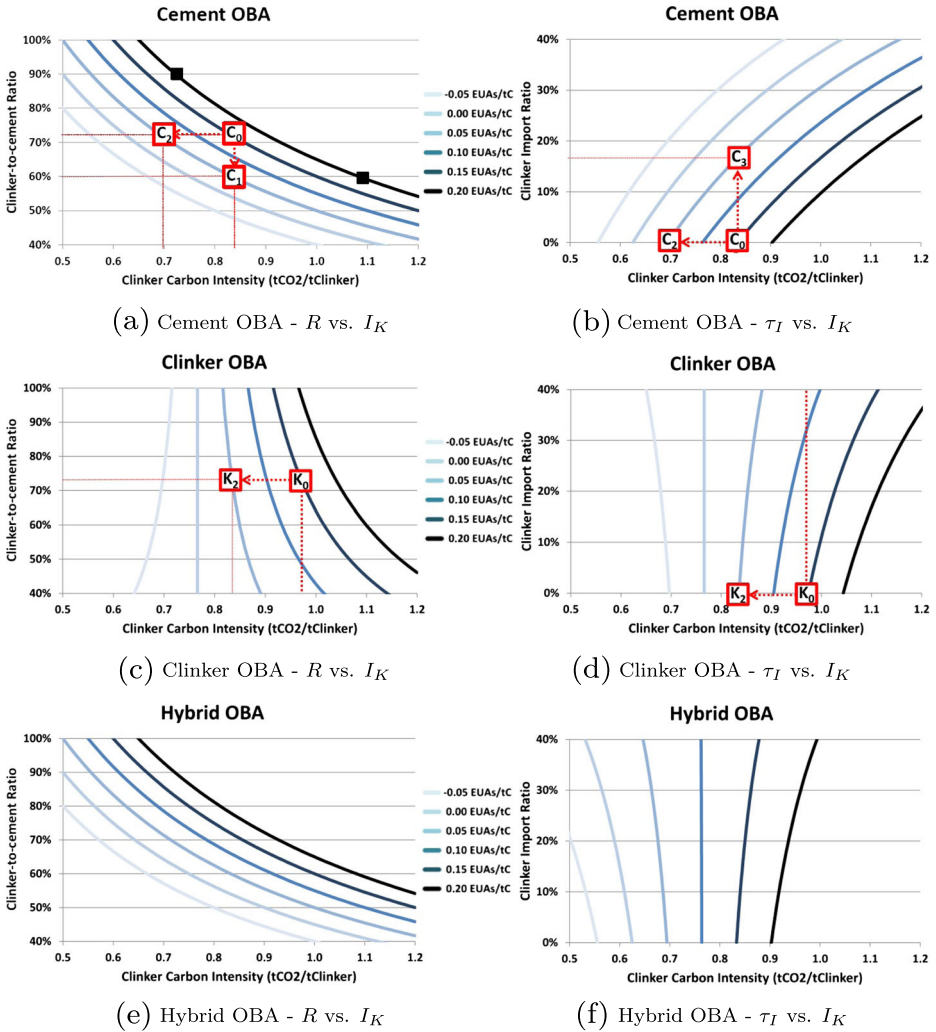 Cement OBA
Clinker-to-cement Ratio
100%
90%
80%
70%
60%
50%
40%
C2
C0
C1
-0.05 EUAs/tC
0.00 EUAs/tC
0.05 EUAs/tC
0.10 EUAs/tC
0.15 EUAs/tC
0.20 EUAs/tC
0.5 0.6 0.7 0.8 0.9 1.0 1.1 1.2
Clinker Carbon Intensity (tCO2/tClinker)
(a) Cement OBA - R vs. I_K
Cement OBA
Clinker Import Ratio
40%
30%
20%
10%
0%
C3
C2
C0
0.5 0.6 0.7 0.8 0.9 1.0 1.1 1.2
Clinker Carbon Intensity (tCO2/tClinker)
(b) Cement OBA - τ_I vs. I_K
Clinker OBA
Clinker-to-cement Ratio
100%
90%
80%
70%
60%
50%
40%
K2
K0
-0.05 EUAs/tC
0.00 EUAs/tC
0.05 EUAs/tC
0.10 EUAs/tC
0.15 EUAs/tC
0.20 EUAs/tC
0.5 0.6 0.7 0.8 0.9 1.0 1.1 1.2
Clinker Carbon Intensity (tCO2/tClinker)
(c) Clinker OBA - R vs. I_K
Clinker OBA
Clinker Import Ratio
40%
30%
20%
10%
0%
K2
K0
0.5 0.6 0.7 0.8 0.9 1.0 1.1 1.2
Clinker Carbon Intensity (tCO2/tClinker)
(d) Clinker OBA - τ_I vs. I_K
Hybrid OBA
Clinker-to-cement Ratio
100%
90%
80%
70%
60%
50%
40%
-0.05 EUAs/tC
0.00 EUAs/tC
0.05 EUAs/tC
0.10 EUAs/tC
0.15 EUAs/tC
0.20 EUAs/tC
0.5 0.6 0.7 0.8 0.9 1.0 1.1 1.2
Clinker Carbon Intensity (tCO2/tClinker)
(e) Hybrid OBA - R vs. I_K
Hybrid OBA
Clinker Import Ratio
40%
30%
20%
10%
0%
0.5 0.6 0.7 0.8 0.9 1.0 1.1 1.2
Clinker Carbon Intensity (tCO2/tClinker)
(f) Hybrid OBA - τ_I vs. I_K